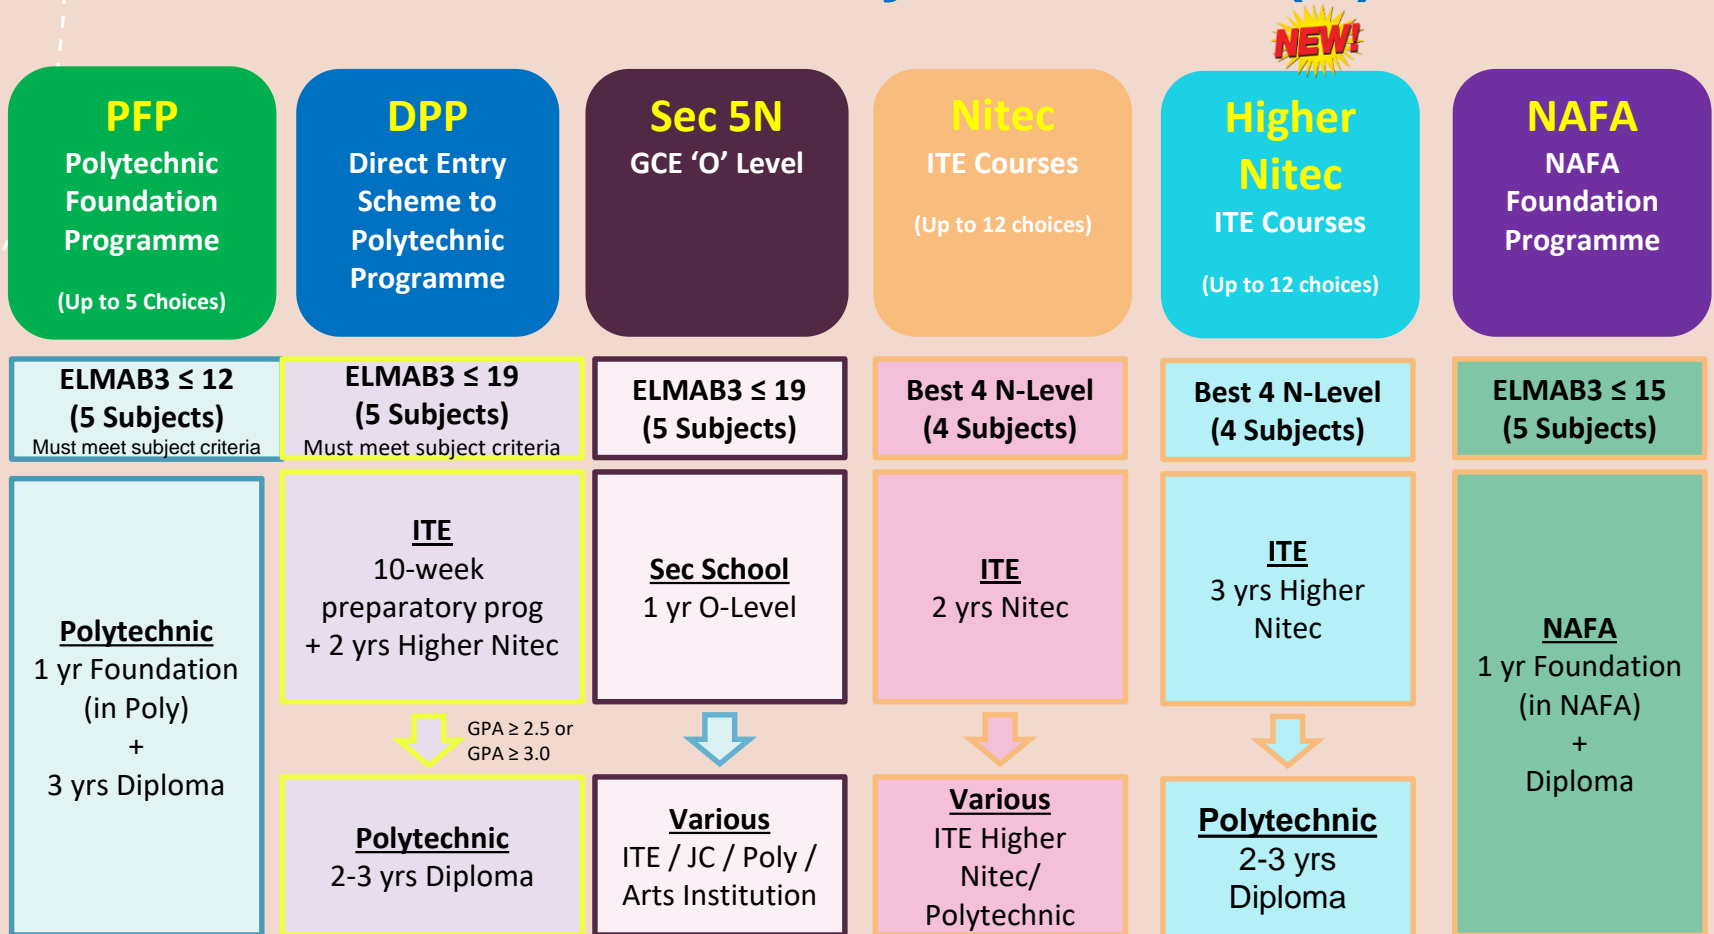 NEW!
PFP
Polytechnic
Foundation
Programme
(Up to 5 Choices)
DPP
Direct Entry
Scheme to
Polytechnic
Programme
Sec 5N
GCE ‘O’ Level
Nitec
ITE Courses
(Up to 12 choices)
Higher
Nitec
ITE Courses
(Up to 12 choices)
NAFA
NAFA
Foundation
Programme
ELMAB3 ≤ 12
(5 Subjects)
Must meet subject criteria
ELMAB3 ≤ 19
(5 Subjects)
Must meet subject criteria
ELMAB3 ≤ 19
(5 Subjects)
Best 4 N-Level
(4 Subjects)
Best 4 N-Level
(4 Subjects)
ELMAB3 ≤ 15
(5 Subjects)
Polytechnic
1 yr Foundation
(in Poly)
+
3 yrs Diploma
ITE
10-week
preparatory prog
+ 2 yrs Higher Nitec
GPA ≥ 2.5 or
GPA ≥ 3.0
Polytechnic
2-3 yrs Diploma
Sec School
1 yr O-Level
Various
ITE / JC / Poly /
Arts Institution
ITE
2 yrs Nitec
Various
ITE Higher
Nitec/
Polytechnic
ITE
3 yrs Higher
Nitec
Polytechnic
2-3 yrs
Diploma
NAFA
1 yr Foundation
(in NAFA)
+
Diploma